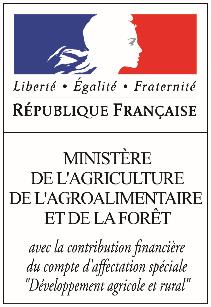 Liberté • Égalité • Fraternité
RÉPUBLIQUE FRANÇAISE
MINISTÈRE
DE L'AGRICULTURE
DE L'AGROALIMENTAIRE
ET DE LA FORÊT
avec la contribution financière
du compte d'affectation spéciale
"Développement agricole et rural"